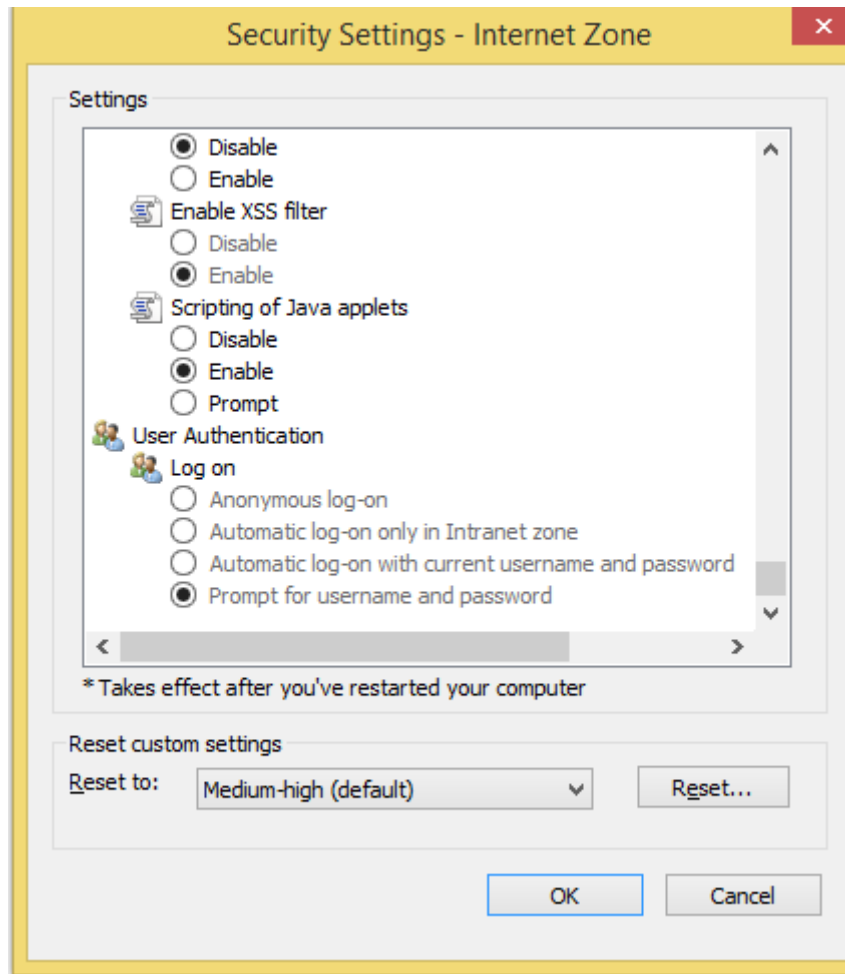 Security Settings - Internet Zone
Settings
Disable
Enable
Enable XSS filter
Disable
Enable
Scripting of Java applets
Disable
Enable
Prompt
User Authentication
Log on
Anonymous log-on
Automatic log-on only in Intranet zone
Automatic log-on with current username and password
Prompt for username and password
* Takes effect after you've restarted your computer
Reset custom settings
Reset to: Medium-high (default) Reset...
OK Cancel